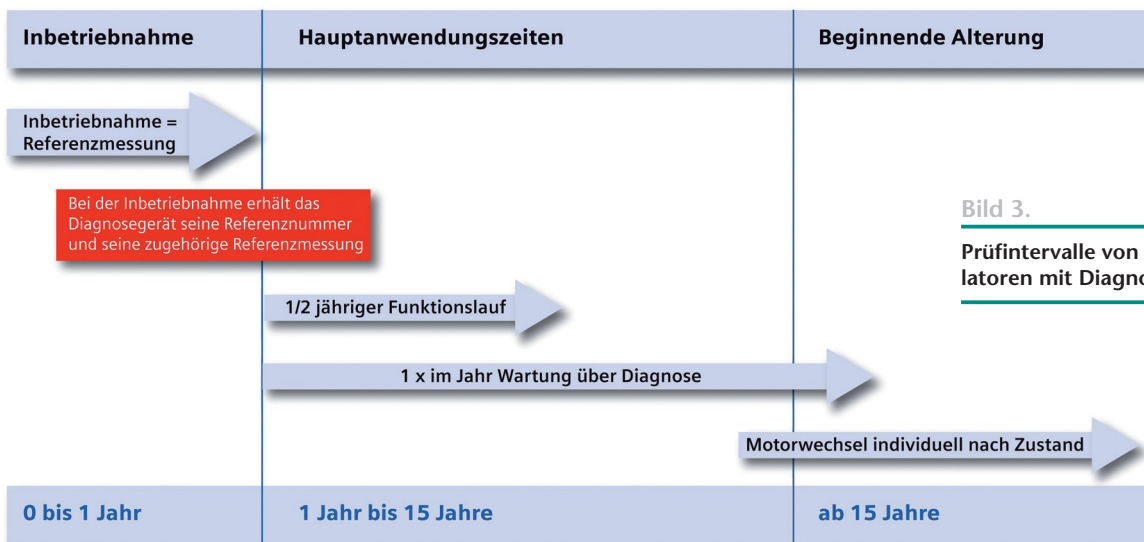 Inbetriebnahme
Hauptanwendungszeiten
Beginnende Alterung
Inbetriebnahme =
Referenzmessung
Bei der Inbetriebnahme erhält das
Diagnosegerät seine Referenznummer
und seine zugehörige Referenzmessung
Bild 3.
Prüfintervalle von
latoren mit Diagno
1/2 jähriger Funktionslauf
1 x im Jahr Wartung über Diagnose
Motorwechsel individuell nach Zustand
0 bis 1 Jahr
1 Jahr bis 15 Jahre
ab 15 Jahre